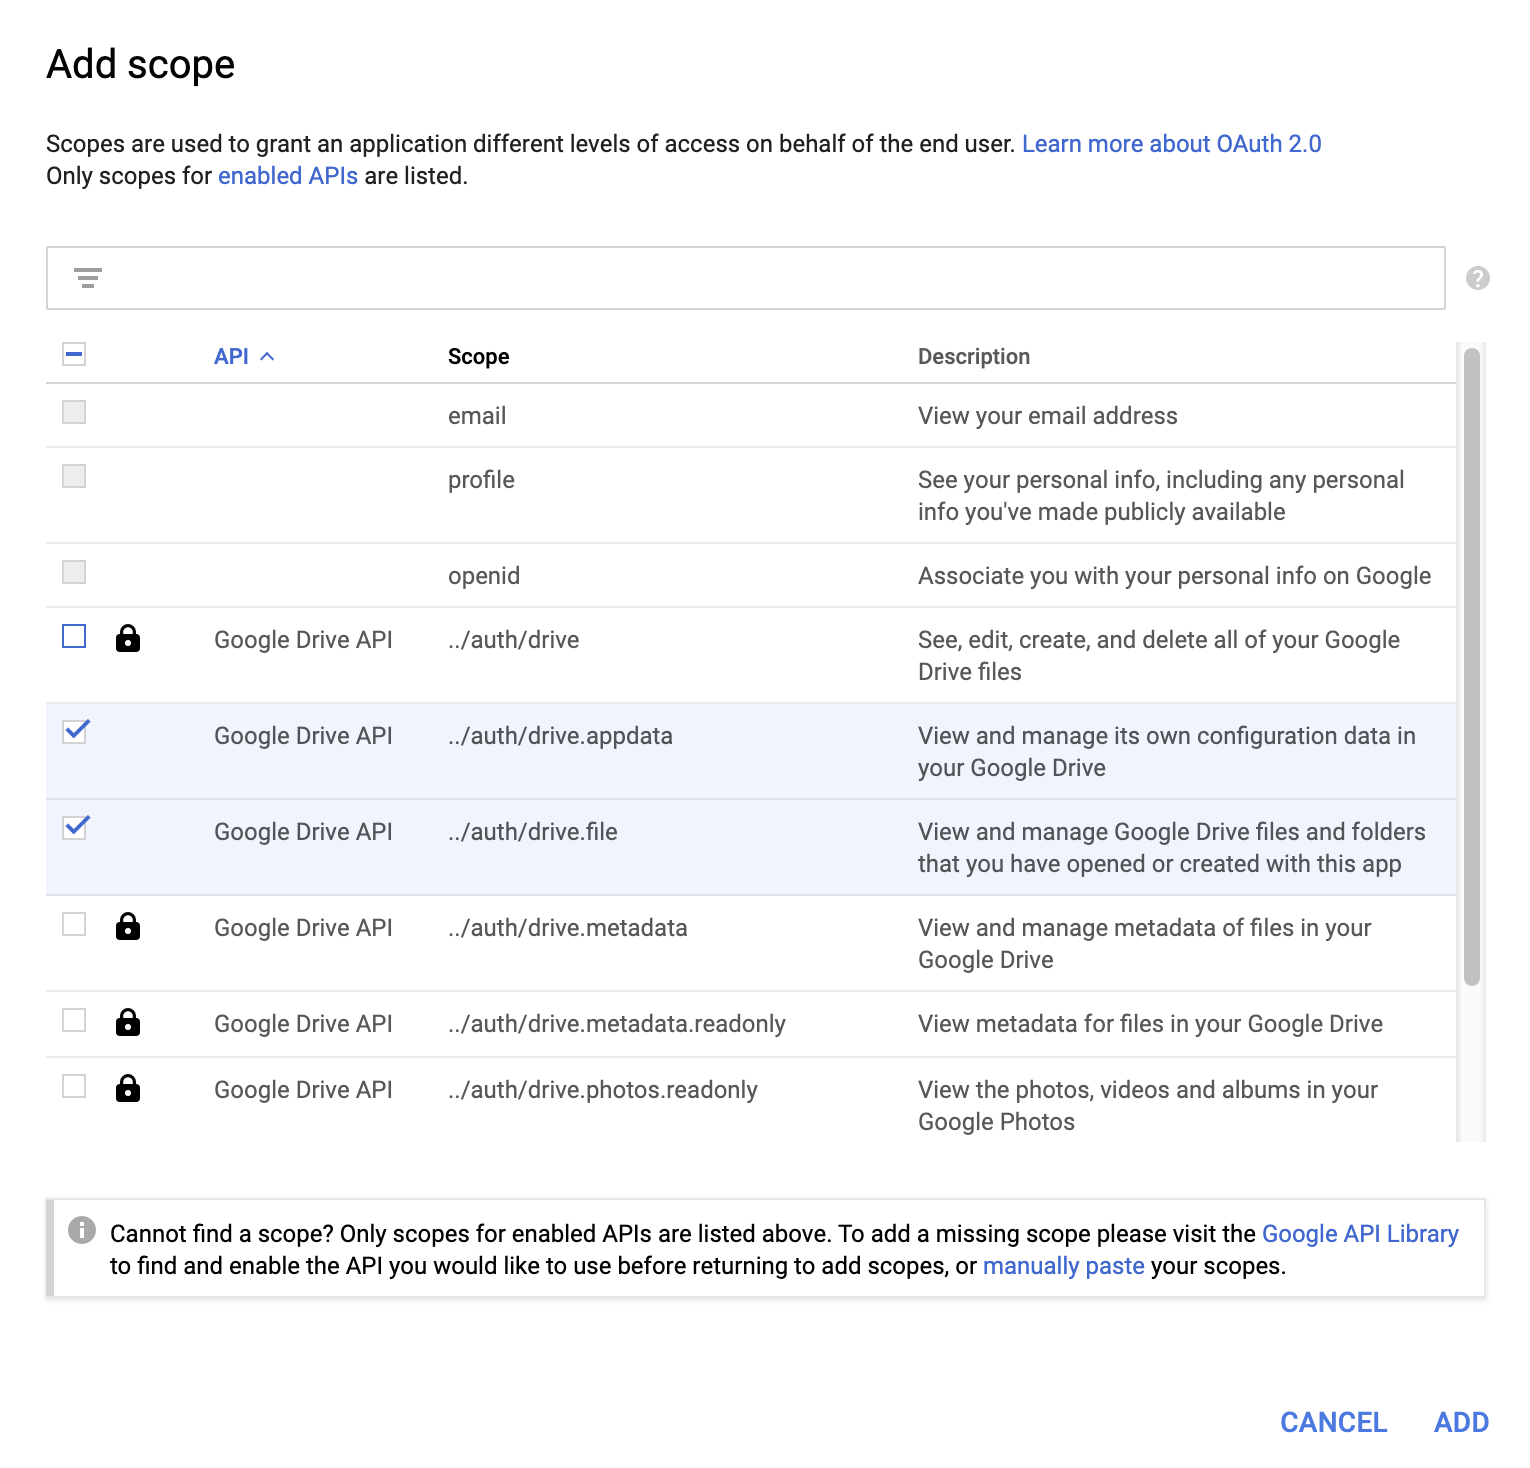 Add scope
Scopes are used to grant an application different levels of access on behalf of the end user. Learn more about OAuth 2.0
Only scopes for enabled APIs are listed.
?
API Scope Description
email View your email address
profile See your personal info, including any personal
info you've made publicly available
openid Associate you with your personal info on Google
Google Drive API ../auth/drive See, edit, create, and delete all of your Google
Drive files
Google Drive API ../auth/drive.appdata View and manage its own configuration data in
your Google Drive
Google Drive API ../auth/drive.file View and manage Google Drive files and folders
that you have opened or created with this app
Google Drive API ../auth/drive.metadata View and manage metadata of files in your
Google Drive
Google Drive API ../auth/drive.metadata.readonly View metadata for files in your Google Drive
Google Drive API ../auth/drive.photos.readonly View the photos, videos and albums in your
Google Photos
Cannot find a scope? Only scopes for enabled APIs are listed above. To add a missing scope please visit the Google API Library
to find and enable the API you would like to use before returning to add scopes, or manually paste your scopes.
CANCEL ADD